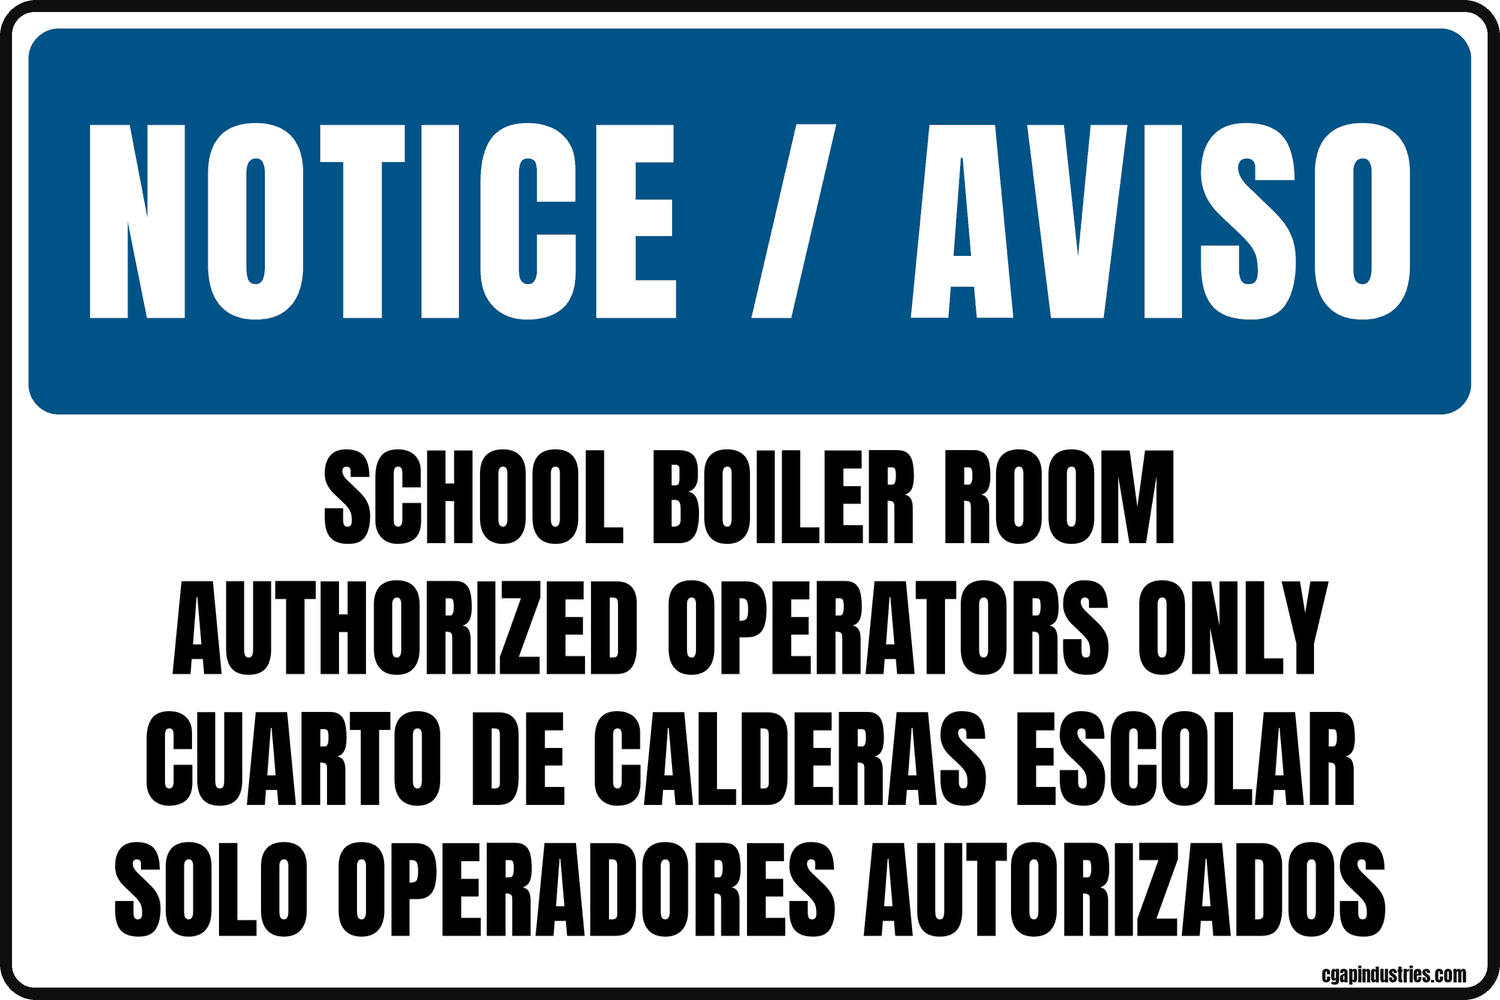 NOTICE / AVISO
SCHOOL BOILER ROOM
AUTHORIZED OPERATORS ONLY
CUARTO DE CALDERAS ESCOLAR
SOLO OPERADORES AUTORIZADOS
cgapindustries.com